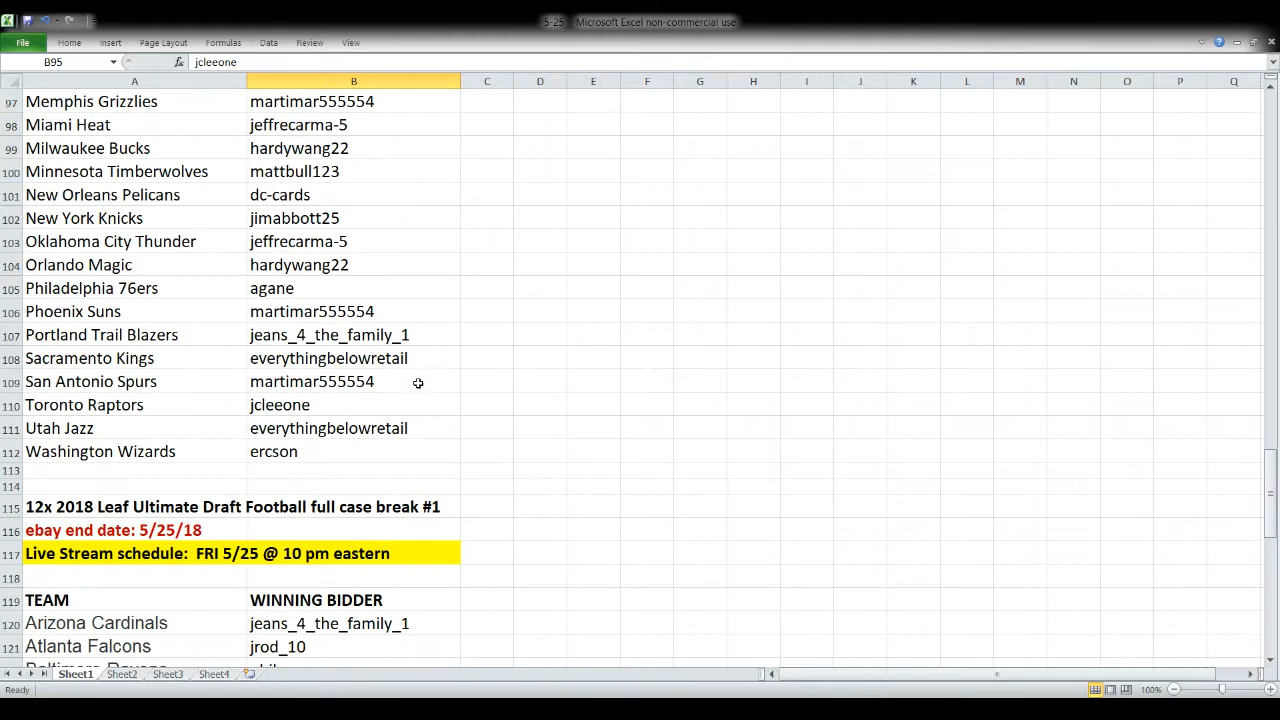 5-25 Microsoft Excel non-commercial use
File Home Insert Page Layout Formulas Data Review View
B95 fx jcleeone
A B C D E F G H I J K L M N O P Q
97 Memphis Grizzlies martimar555554
98 Miami Heat jeffrecarma-5
99 Milwaukee Bucks hardywang22
100 Minnesota Timberwolves mattbull123
101 New Orleans Pelicans dc-cards
102 New York Knicks jimabbott25
103 Oklahoma City Thunder jeffrecarma-5
104 Orlando Magic hardywang22
105 Philadelphia 76ers agane
106 Phoenix Suns martimar555554
107 Portland Trail Blazers jeans_4_the_family_1
108 Sacramento Kings everythingbelowretail
109 San Antonio Spurs martimar555554
110 Toronto Raptors jcleeone
111 Utah Jazz everythingbelowretail
112 Washington Wizards ercson
113
114
115 12x 2018 Leaf Ultimate Draft Football full case break #1
116 ebay end date: 5/25/18
117 Live Stream schedule: FRI 5/25 @ 10 pm eastern
118
119 TEAM WINNING BIDDER
120 Arizona Cardinals jeans_4_the_family_1
121 Atlanta Falcons jrod_10
Baltimore Ravens
Sheet1 Sheet2 Sheet3 Sheet4
Ready 100%